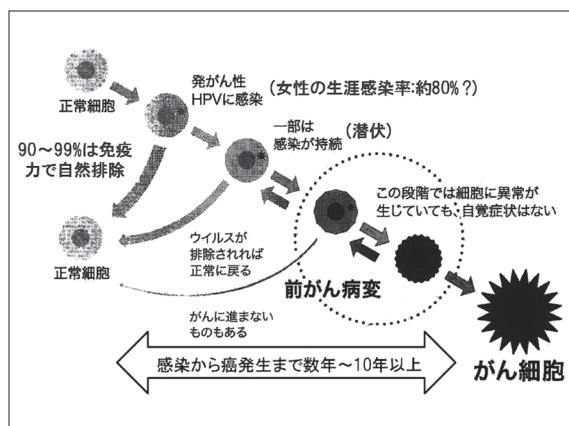 正常細胞
発がん性
HPVに感染
(女性の生涯感染率:約80%?)
一部は
感染が持続
(潜伏)
90～99%は免疫
力で自然排除
この段階では細胞に異常が
生じていても、自覚症状はない
正常細胞
ウイルスが
排除されれば
正常に戻る
前がん病変
がんに進まない
ものもある
がん細胞
感染から癌発生まで数年～10年以上